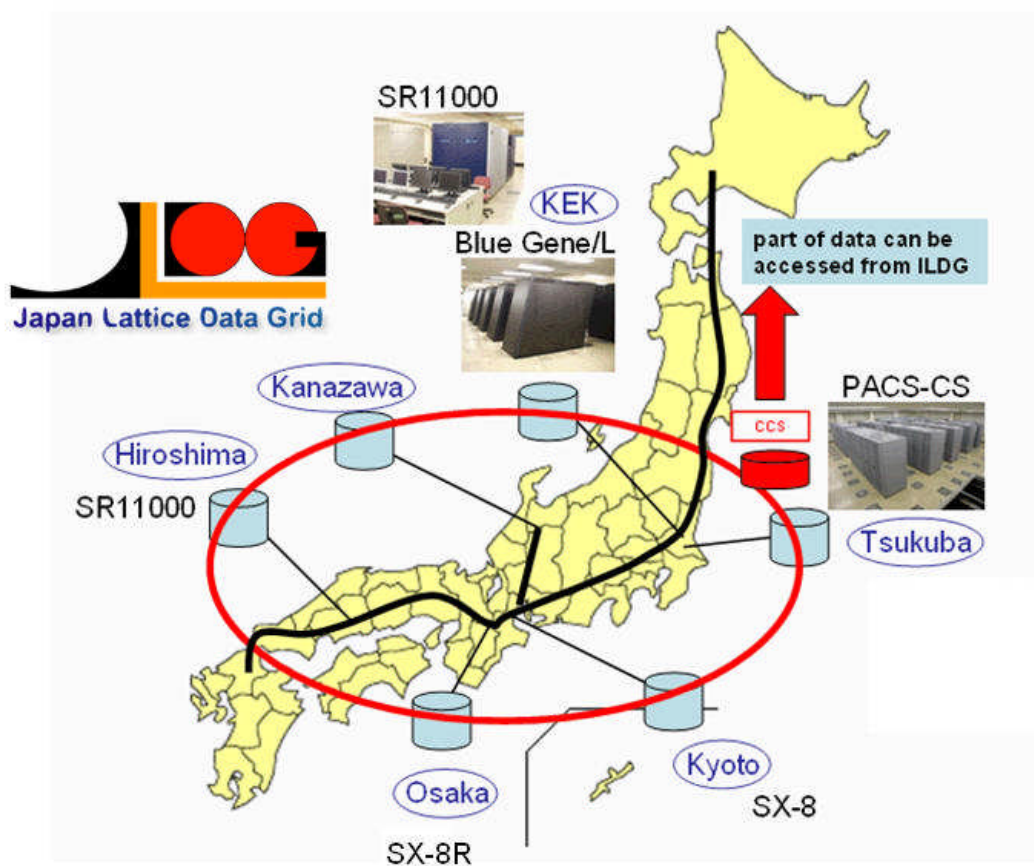 SR11000
KEK
Blue Gene/L
JLDG
Japan Lattice Data Grid
part of data can be
accessed from ILDG
Kanazawa
PACS-CS
CCS
Hiroshima
SR11000
Tsukuba
Kyoto
Osaka
SX-8
SX-8R